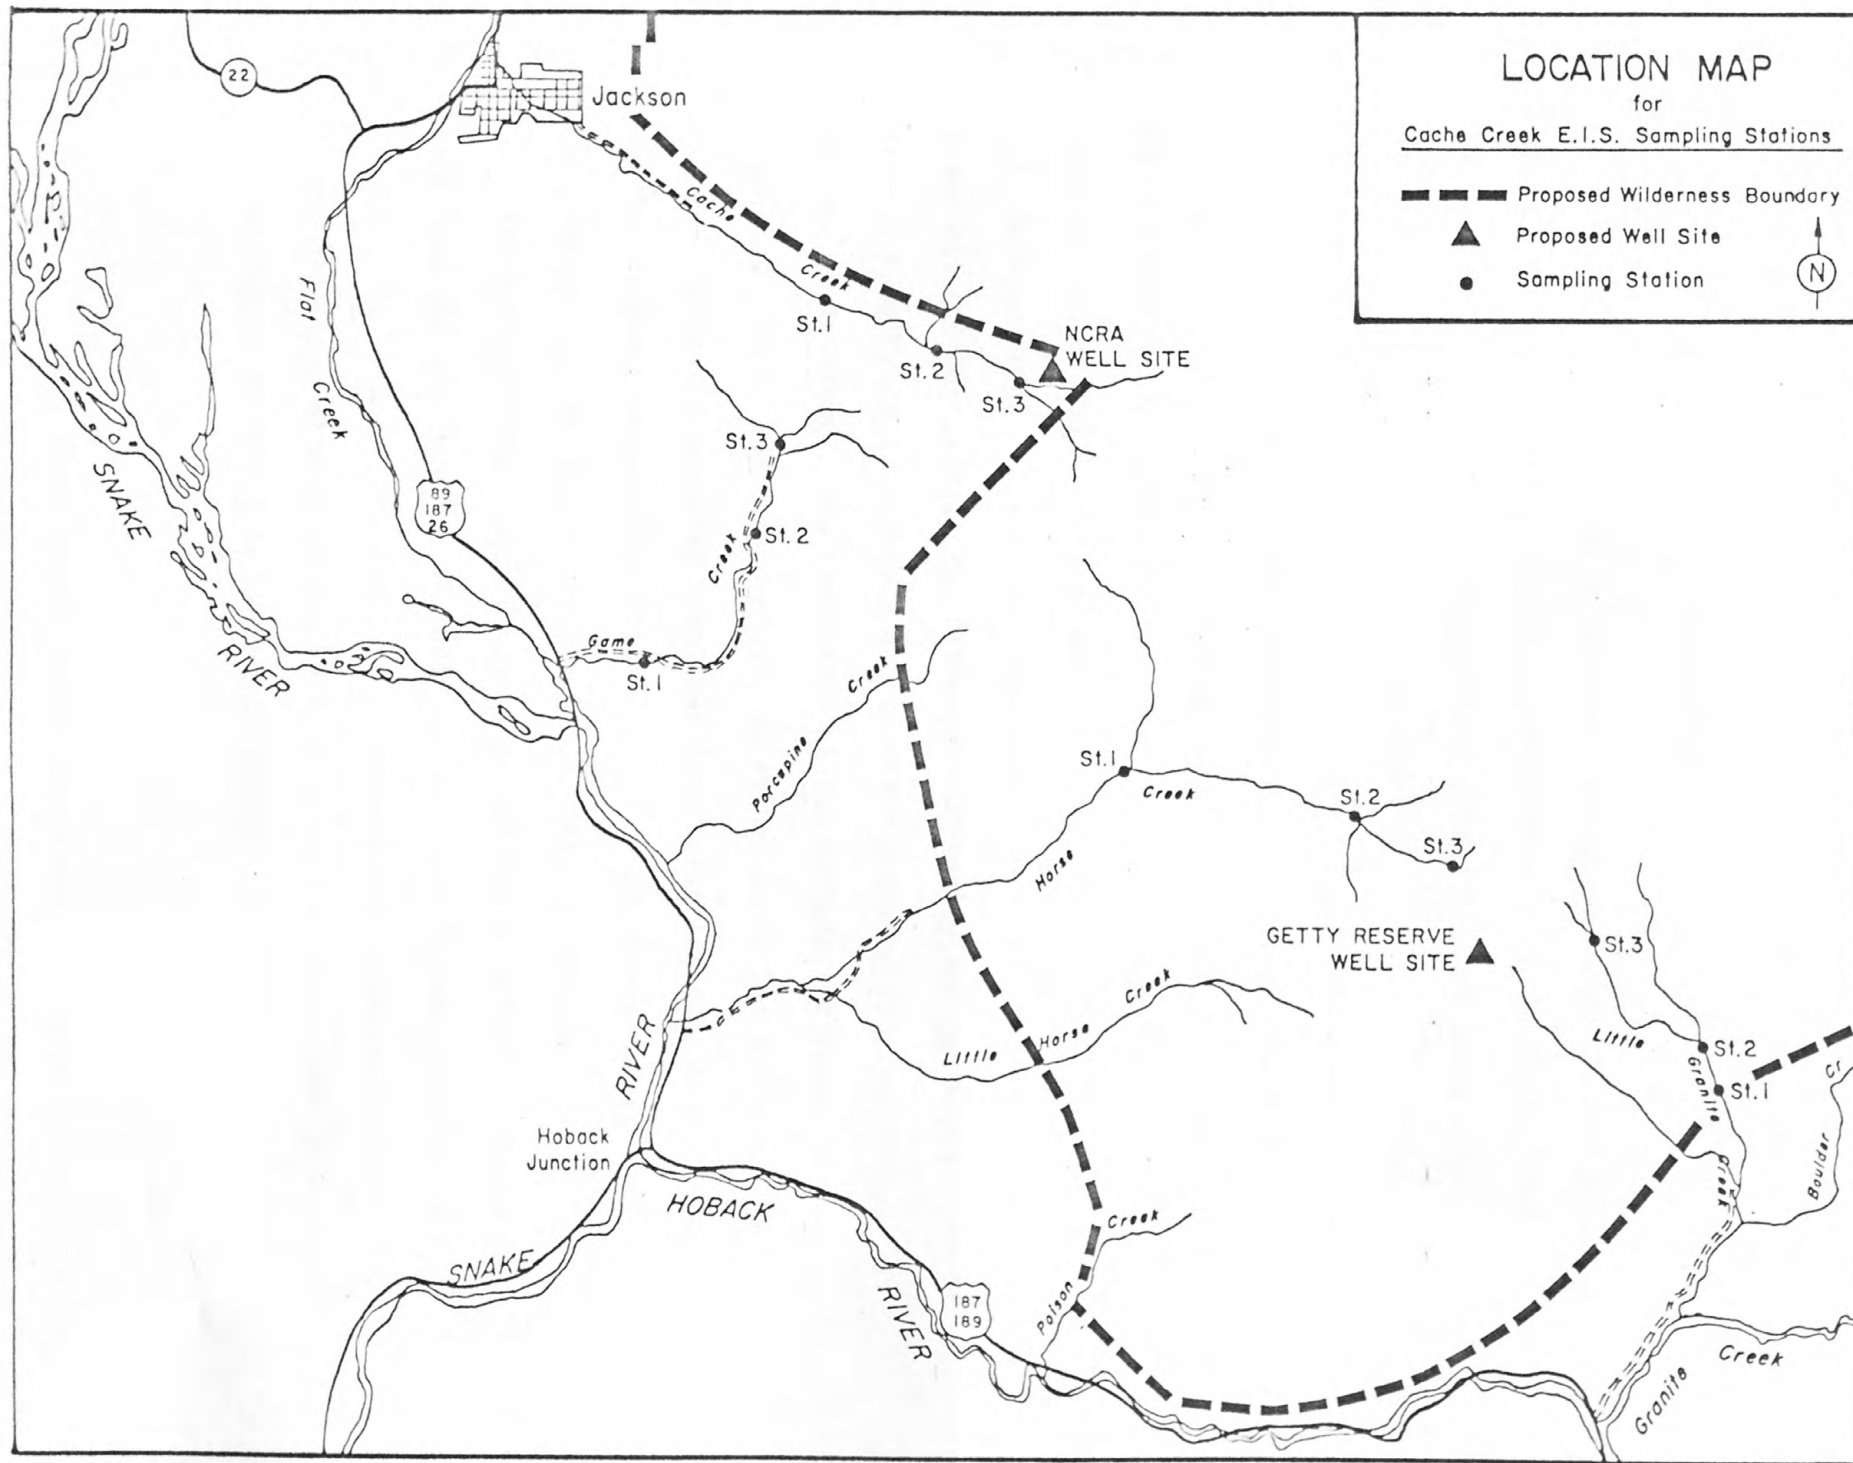 LOCATION MAP
for
Cache Creek E.I.S. Sampling Stations
Proposed Wilderness Boundary
Proposed Well Site
Sampling Station
N
22
Jackson
Cache
Creek
St.1
St.2
St.3
NCRA
WELL SITE
Flat
Creek
SNAKE
RIVER
89
187
26
St.3
St.2
Creek
Game
St.1
Creek
Porcupine
St.1
Creek
St.2
St.3
Horse
GETTY RESERVE
WELL SITE
St.3
Creek
Horse
Little
Little
St.2
Granite
St.1
Cr.
Creek
Boulder
RIVER
Hoback
Junction
HOBACK
RIVER
SNAKE
Creek
Poison
187
189
Creek
Granite